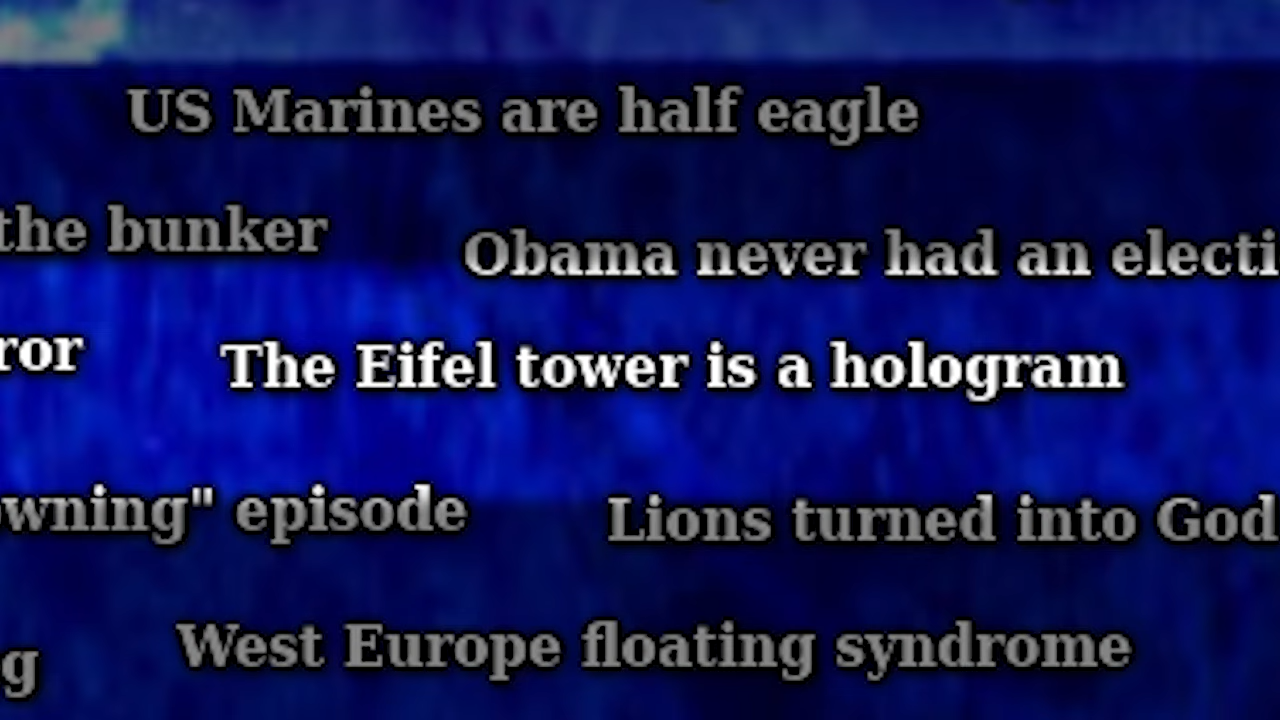 US Marines are half eagle
the bunker
Obama never had an electi
ror
The Eifel tower is a hologram
owning" episode
Lions turned into God
West Europe floating syndrome
g